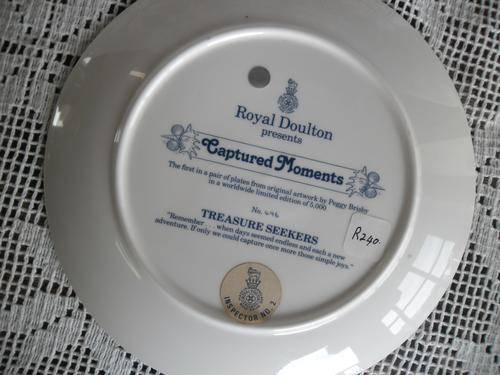 Royal Doulton
presents
Captured Moments
The first in a pair of plates from original artwork by Peggy Brisby
in a worldwide limited edition of 5,000
No. 496
TREASURE SEEKERS
"Remember . . . when days seemed endless and each a new
adventure. If only we could capture once more those simple joys."
R240.
INSPECTOR NO. 2